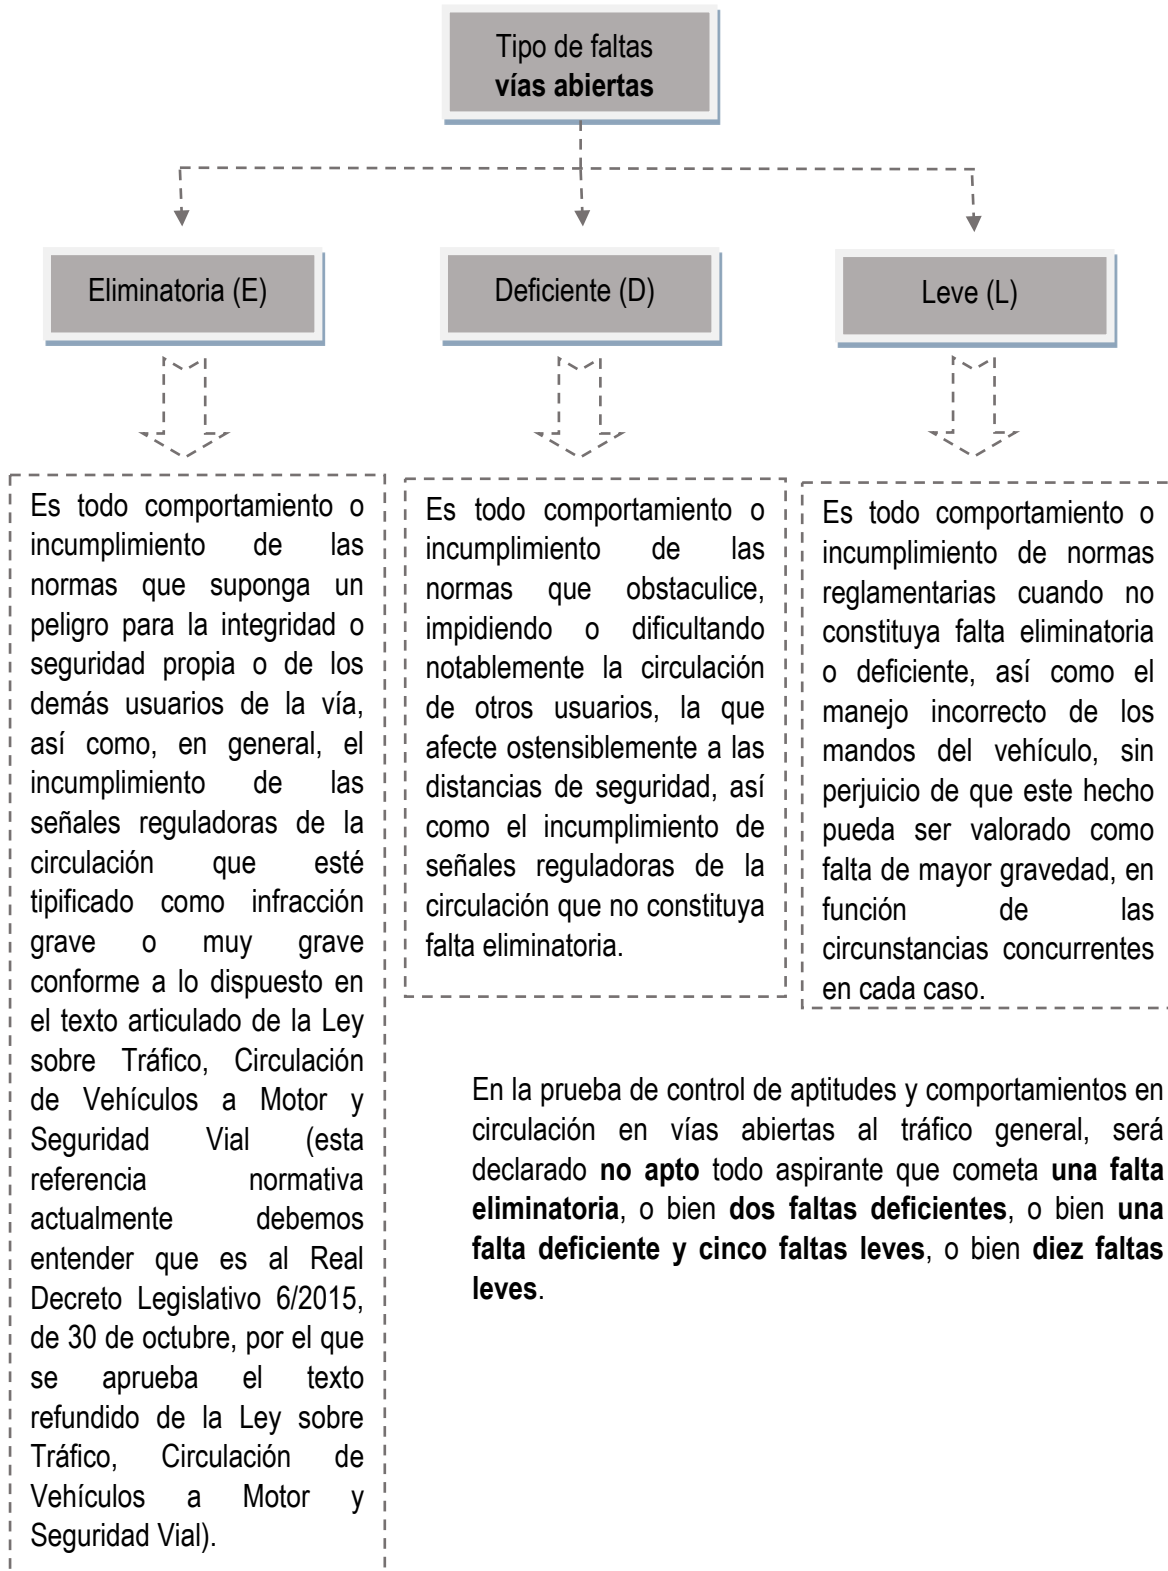 Tipo de faltas
vías abiertas
Eliminatoria (E)
Deficiente (D)
Leve (L)
Es todo comportamiento o
incumplimiento de las
normas que suponga un
peligro para la integridad o
seguridad propia o de los
demás usuarios de la vía,
así como, en general, el
incumplimiento de las
señales reguladoras de la
circulación que esté
tipificado como infracción
grave o muy grave
conforme a lo dispuesto en
el texto articulado de la Ley
sobre Tráfico, Circulación
de Vehículos a Motor y
Seguridad Vial (esta
referencia normativa
actualmente debemos
entender que es al Real
Decreto Legislativo 6/2015,
de 30 de octubre, por el que
se aprueba el texto
refundido de la Ley sobre
Tráfico, Circulación de
Vehículos a Motor y
Seguridad Vial).
Es todo comportamiento o
incumplimiento de las
normas que obstaculice,
impidiendo o dificultando
notablemente la circulación
de otros usuarios, la que
afecte ostensiblemente a las
distancias de seguridad, así
como el incumplimiento de
señales reguladoras de la
circulación que no constituya
falta eliminatoria.
Es todo comportamiento o
incumplimiento de normas
reglamentarias cuando no
constituya falta eliminatoria
o deficiente, así como el
manejo incorrecto de los
mandos del vehículo, sin
perjuicio de que este hecho
pueda ser valorado como
falta de mayor gravedad, en
función de las
circunstancias concurrentes
en cada caso.
En la prueba de control de aptitudes y comportamientos en
circulación en vías abiertas al tráfico general, será
declarado no apto todo aspirante que cometa una falta
eliminatoria, o bien dos faltas deficientes, o bien una
falta deficiente y cinco faltas leves, o bien diez faltas
leves.